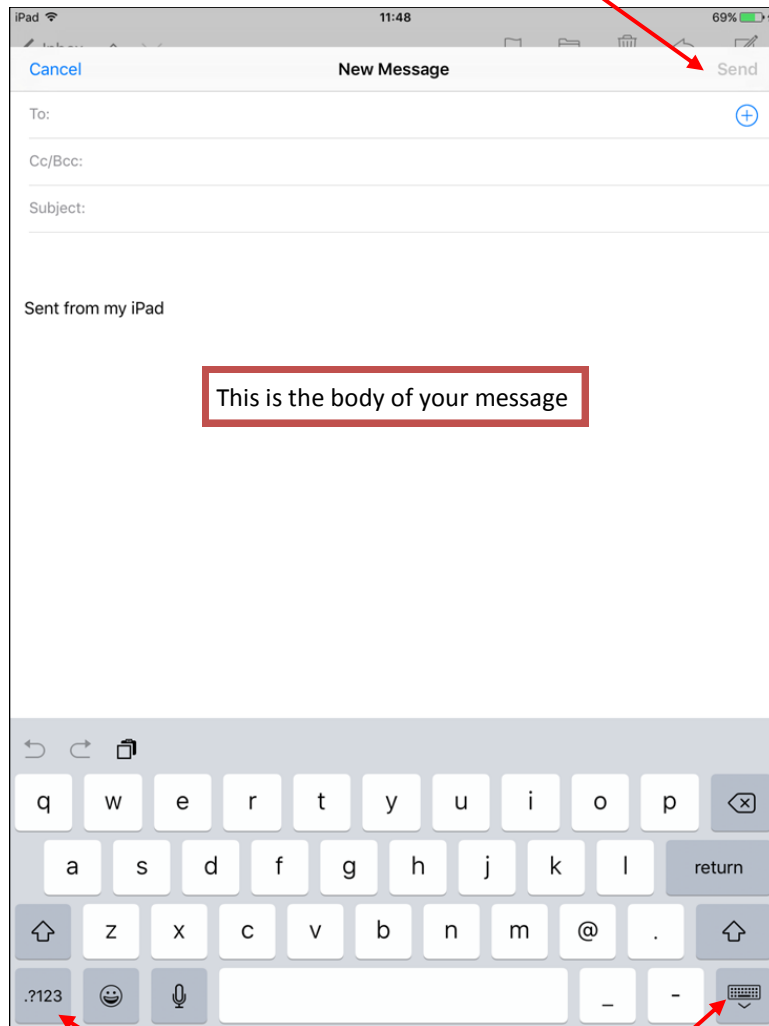 iPad 11:48 69%
Inbox
Cancel New Message Send
To:
Cc/Bcc:
Subject:
Sent from my iPad
This is the body of your message
q w e r t y u i o p
a s d f g h j k l return
z x c v b n m @ .
.?123 _ -